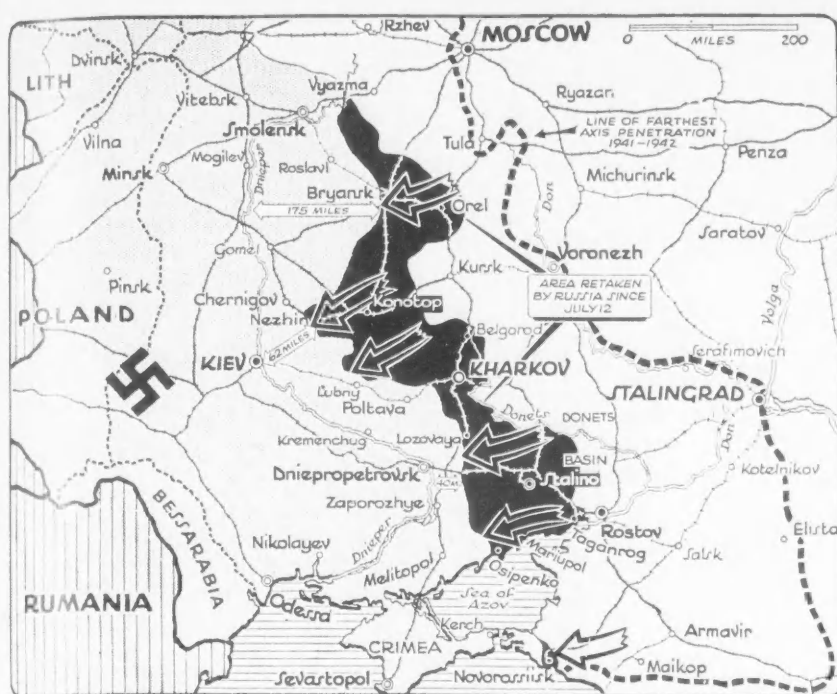 Rzhev
MOSCOW
0 MILES 200
Dvinsk
LITH
Vyazma
Vitebsk
Ryazan
Smolensk
LINE OF FARTHEST
AXIS PENETRATION
1941-1942
Vilna
Tula
Penza
Mogilev
Roslavl
Minsk
Dnieper
Michurinsk
Bryansk
Orel
Don
175 MILES
Saratov
Gomel
Voronezh
Pinsk
Kursk
AREA RETAKEN
BY RUSSIA SINCE
JULY 12
Chernigov
Konotop
Volga
POLAND
Nezhin
Belgorod
62 MILES
Serafimovich
KIEV
KHARKOV
STALINGRAD
Lubny
Poltava
Donets
DONETS
Don
Kremenchug
Lozovaya
BASIN
Kotelnikov
Dniepropetrovsk
40M.
Stalino
BESSARABIA
Zaporozhye
Rostov
Elista
Taganrog
Nikolayev
Dnieper
Mariupol
Salsk
Melitopol
Osipenko
RUMANIA
Odessa
Sea of
Azov
Kerch
Armavir
CRIMEA
Maikop
Sevastopol
Novorossiisk